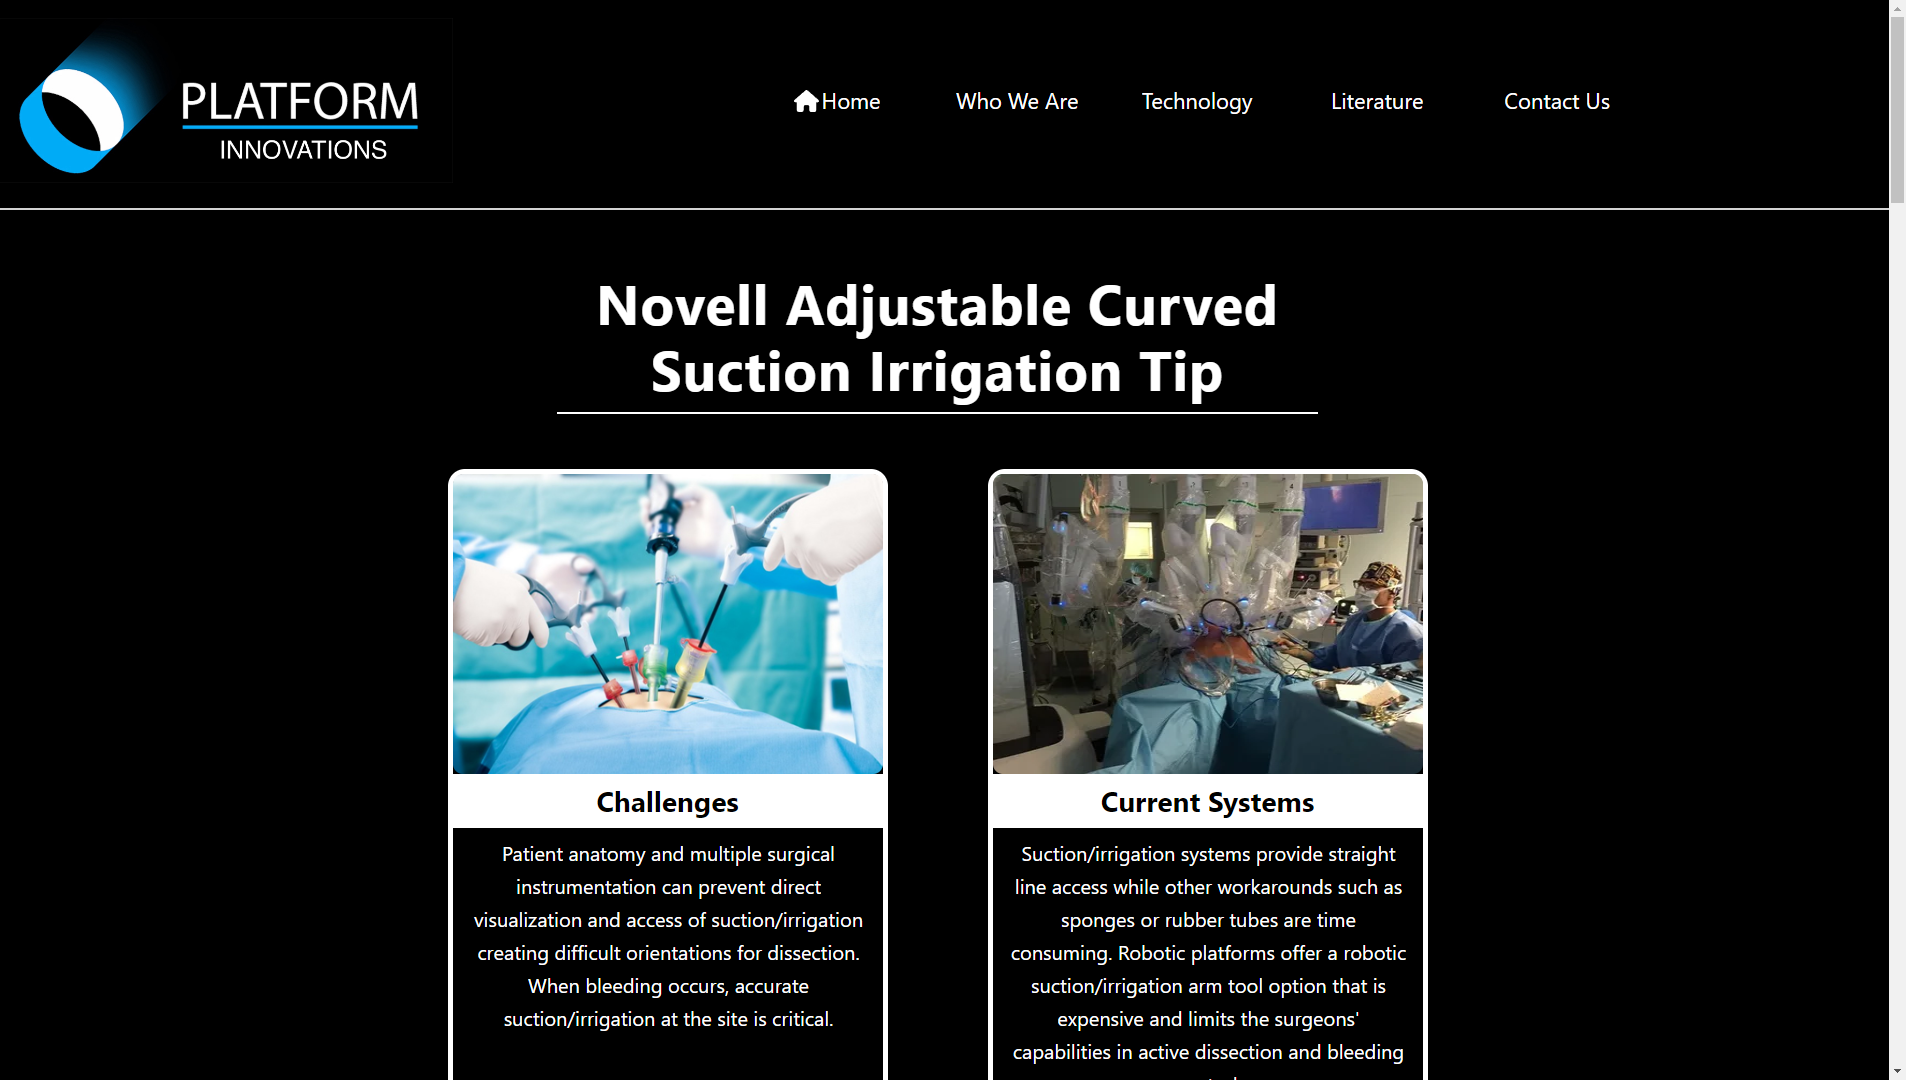 PLATFORM
INNOVATIONS
Home
Who We Are
Technology
Literature
Contact Us
Novell Adjustable Curved
Suction Irrigation Tip
Challenges
Patient anatomy and multiple surgical
instrumentation can prevent direct
visualization and access of suction/irrigation
creating difficult orientations for dissection.
When bleeding occurs, accurate
suction/irrigation at the site is critical.
Current Systems
Suction/irrigation systems provide straight
line access while other workarounds such as
sponges or rubber tubes are time
consuming. Robotic platforms offer a robotic
suction/irrigation arm tool option that is
expensive and limits the surgeons'
capabilities in active dissection and bleeding